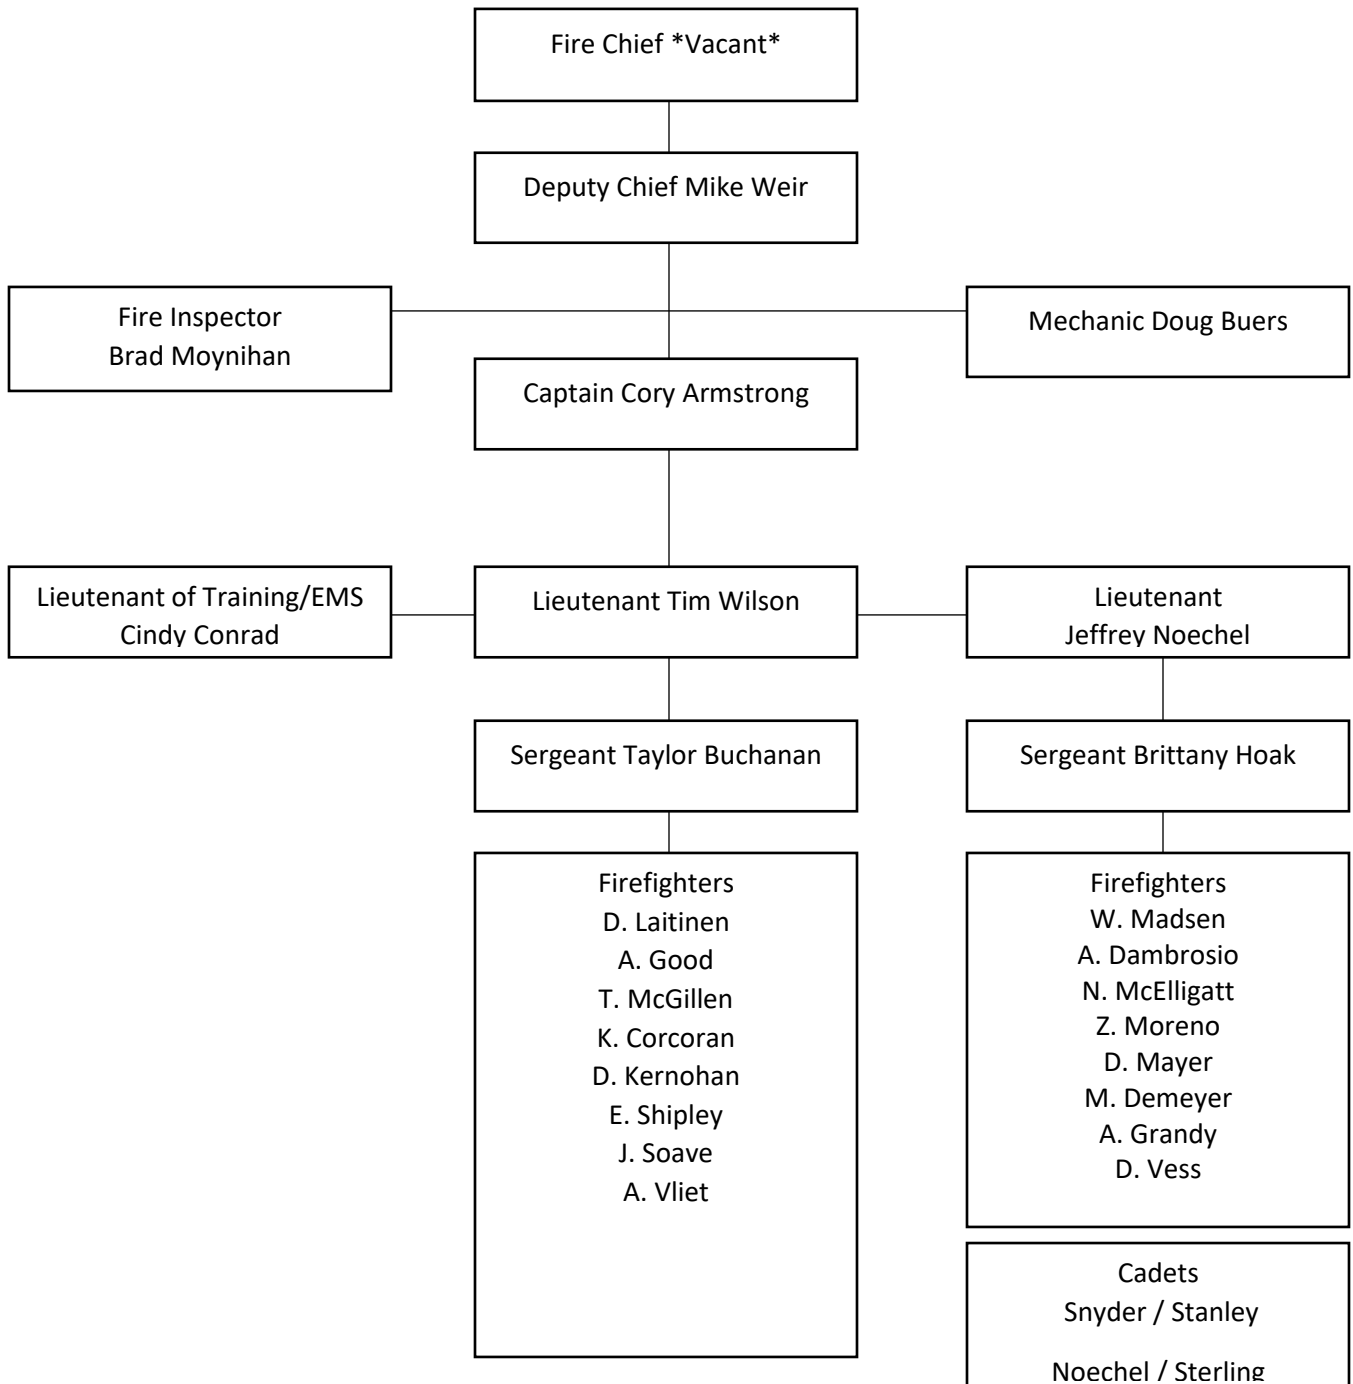 Fire Chief *Vacant*
Deputy Chief Mike Weir
Fire Inspector
Brad Moynihan
Mechanic Doug Buers
Captain Cory Armstrong
Lieutenant of Training/EMS
Cindy Conrad
Lieutenant Tim Wilson
Lieutenant
Jeffrey Noechel
Sergeant Taylor Buchanan
Sergeant Brittany Hoak
Firefighters
D. Laitinen
A. Good
T. McGillen
K. Corcoran
D. Kernohan
E. Shipley
J. Soave
A. Vliet
Firefighters
W. Madsen
A. Dambrosio
N. McElligatt
Z. Moreno
D. Mayer
M. Demeyer
A. Grandy
D. Vess
Cadets
Snyder / Stanley
Noechel / Sterling